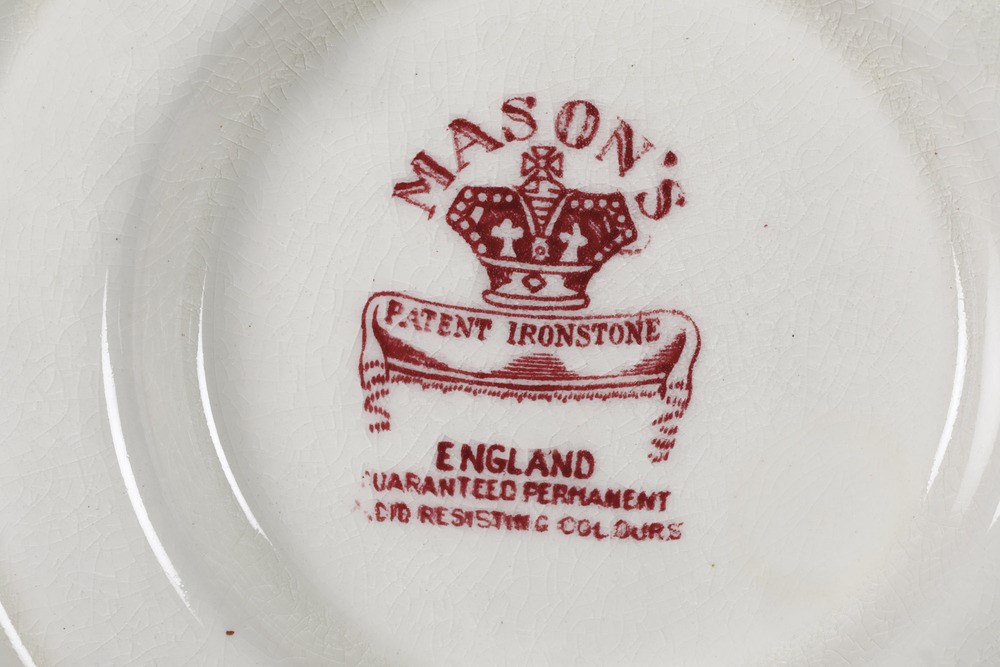 MASON'S
PATENT IRONSTONE
ENGLAND
GUARANTEED PERMANENT
ACID RESISTING COLOURS